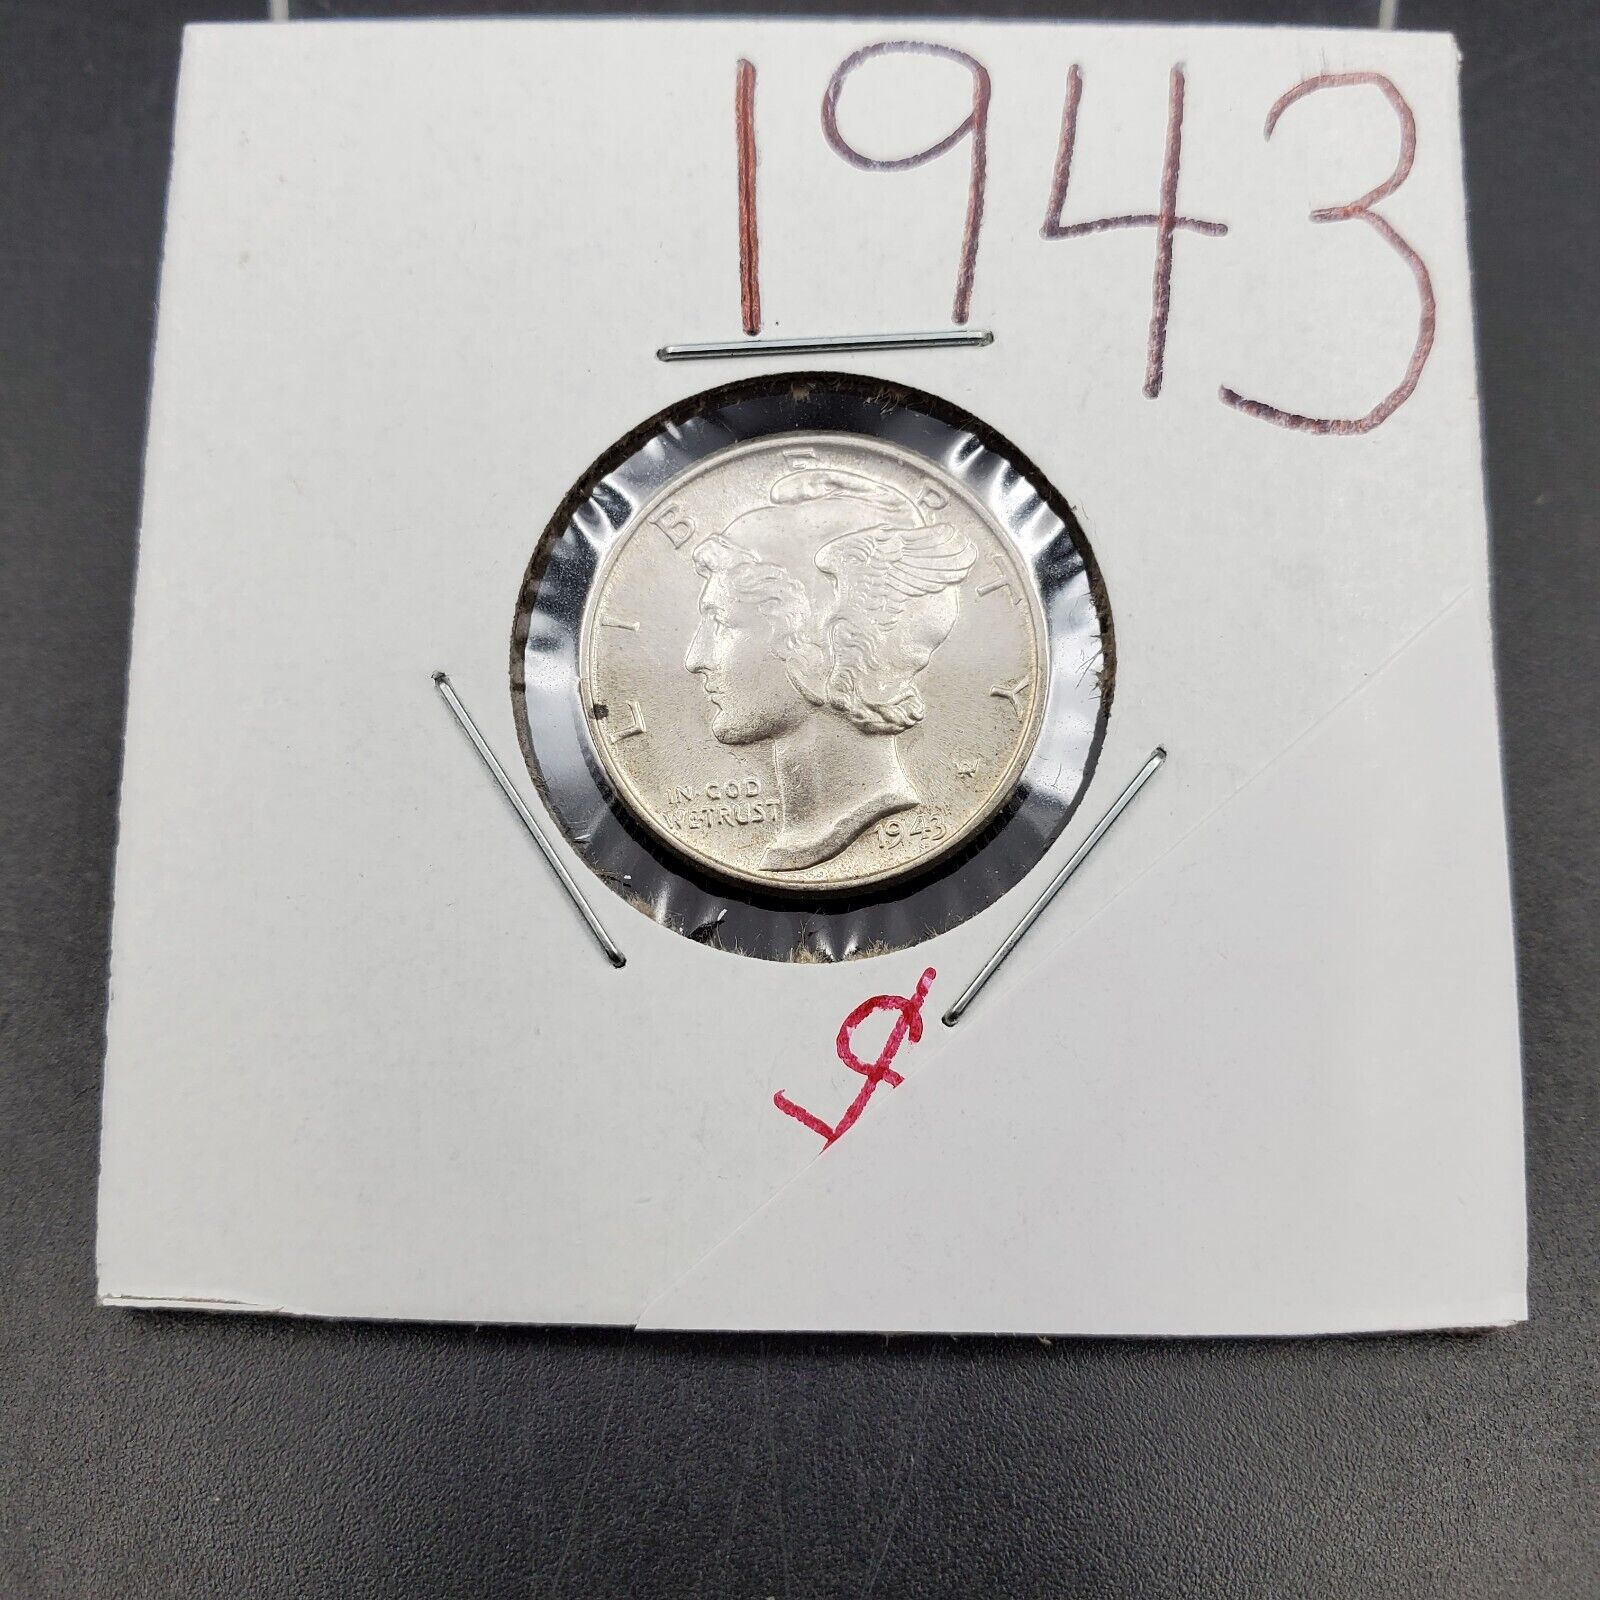 1943
LIBERTY
IN·GOD
WE TRUST
1943